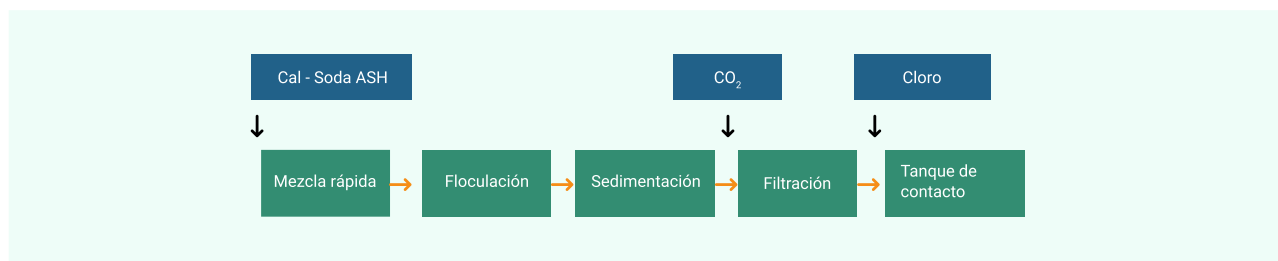 Cal - Soda ASH
CO₂
Cloro
Mezcla rápida
Floculación
Sedimentación
Filtración
Tanque de
contacto